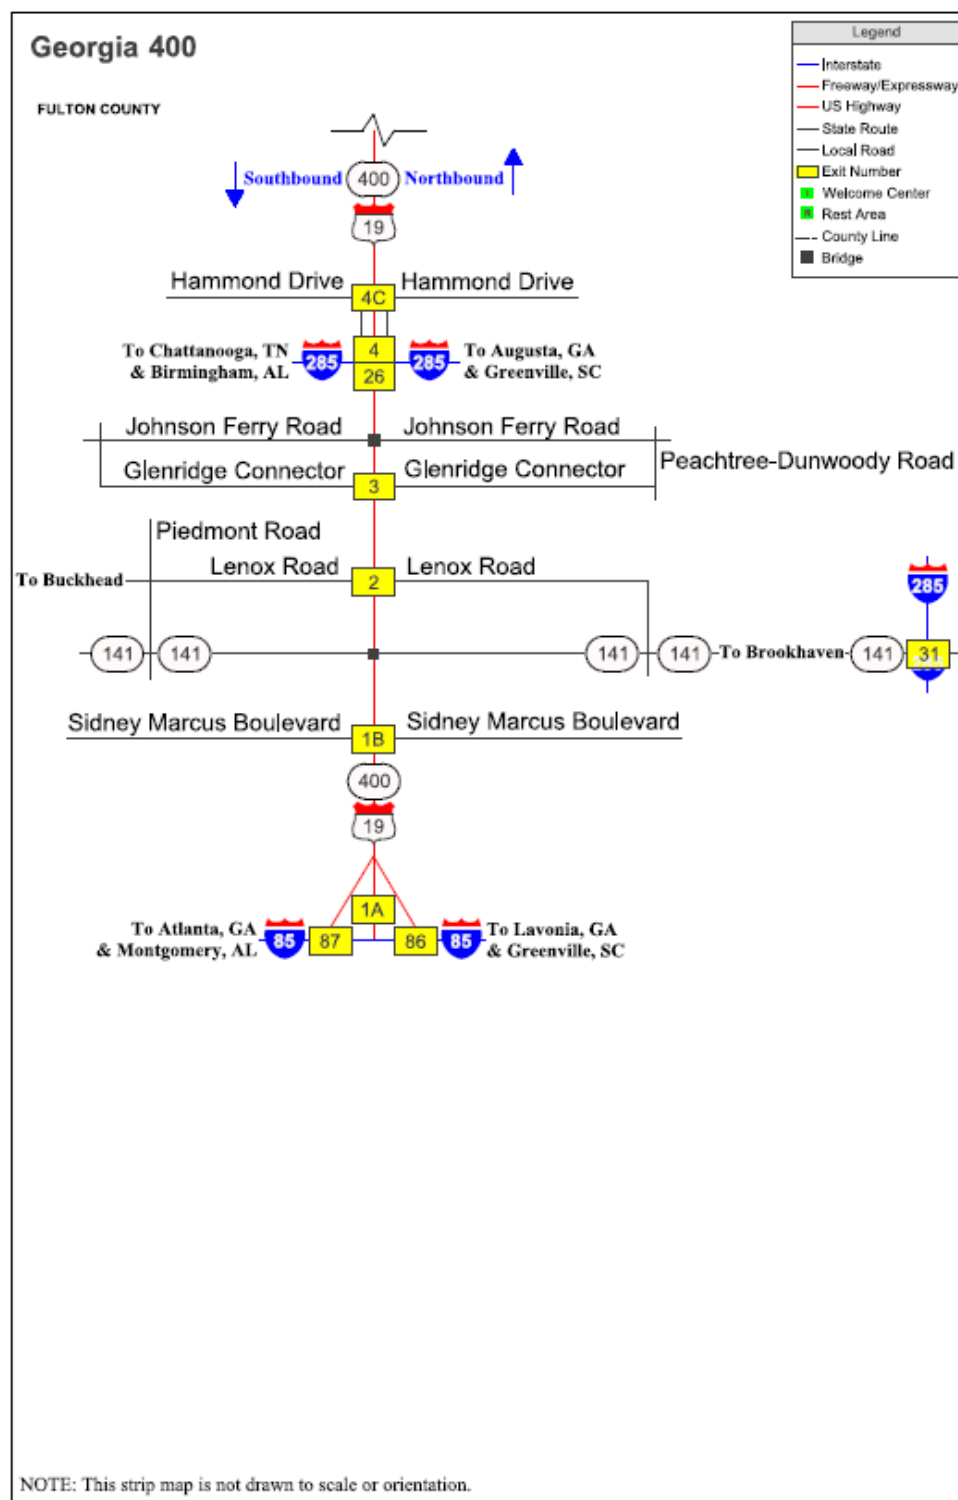 Georgia 400
Legend
Interstate
Freeway/Expressway
US Highway
State Route
Local Road
Exit Number
Welcome Center
Rest Area
County Line
Bridge
FULTON COUNTY
Southbound 400 Northbound
19
Hammond Drive 4C Hammond Drive
To Chattanooga, TN & Birmingham, AL 285 4 26 285 To Augusta, GA & Greenville, SC
Johnson Ferry Road Johnson Ferry Road
Peachtree-Dunwoody Road
Glenridge Connector 3 Glenridge Connector
Piedmont Road
To Buckhead Lenox Road 2 Lenox Road
285
141 141 141 141 To Brookhaven 141 31
Sidney Marcus Boulevard 1B Sidney Marcus Boulevard
400
19
1A
To Atlanta, GA & Montgomery, AL 85 87 86 85 To Lavonia, GA & Greenville, SC
NOTE: This strip map is not drawn to scale or orientation.